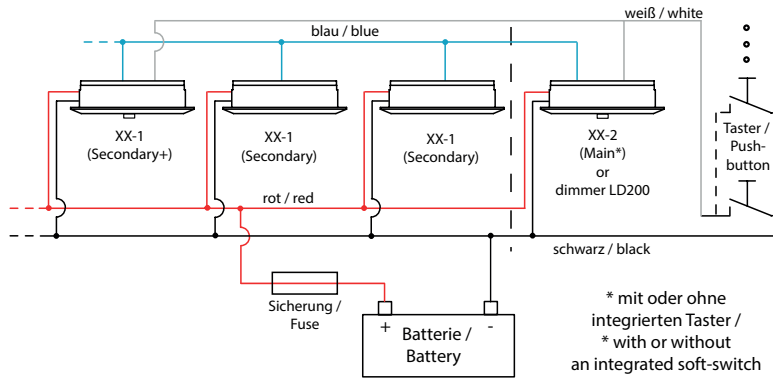 weiß / white
blau / blue
XX-1
(Secondary+)
XX-1
(Secondary)
XX-1
(Secondary)
XX-2
(Main*)
or
dimmer LD200
Taster /
Push-
button
rot / red
schwarz / black
Sicherung /
Fuse
+
-
Batterie /
Battery
* mit oder ohne
integrierten Taster /
* with or without
an integrated soft-switch